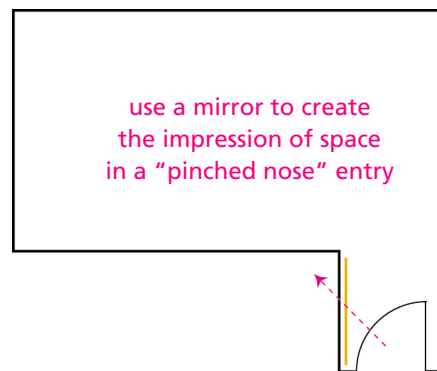 use a mirror to create
the impression of space
in a “pinched nose” entry